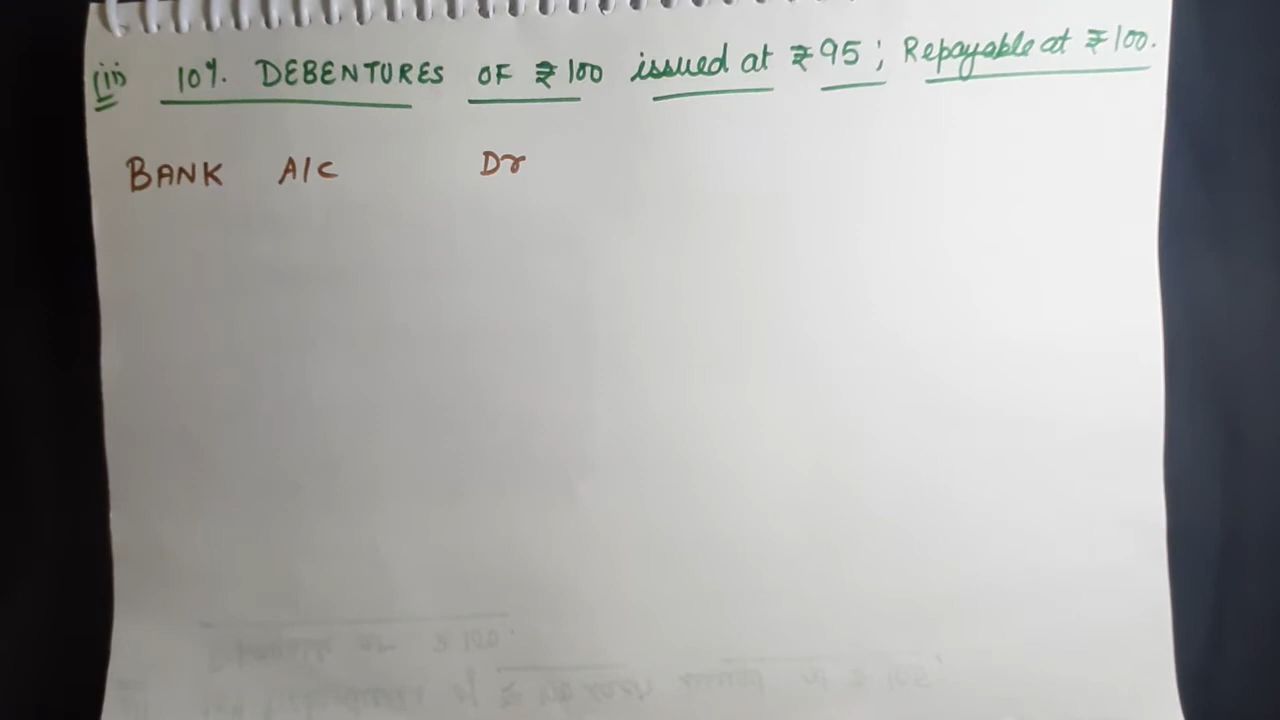 (ii) 10% DEBENTURES OF ₹100 issued at ₹95; Repayable at ₹100.
BANK A/C Dr